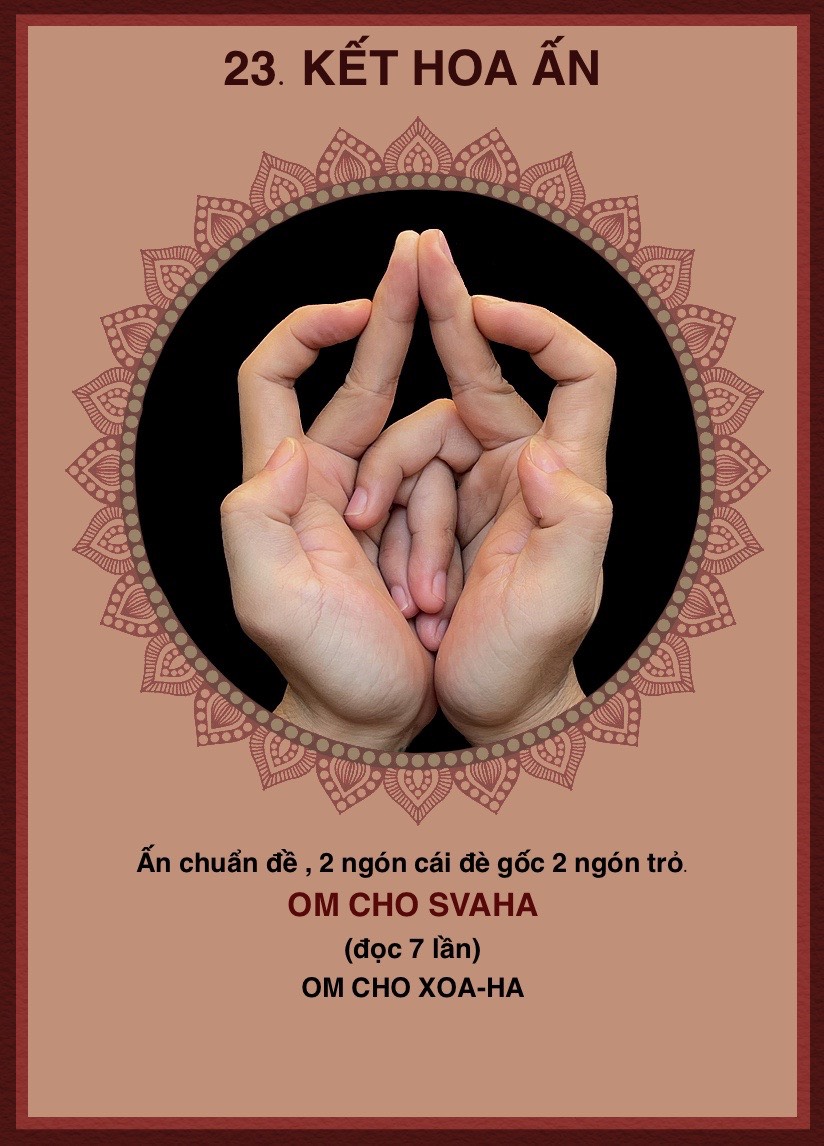 23. KẾT HOA ẤN
Ấn chuẩn đề , 2 ngón cái đè gốc 2 ngón trỏ.
OM CHO SVAHA
(đọc 7 lần)
OM CHO XOA-HA